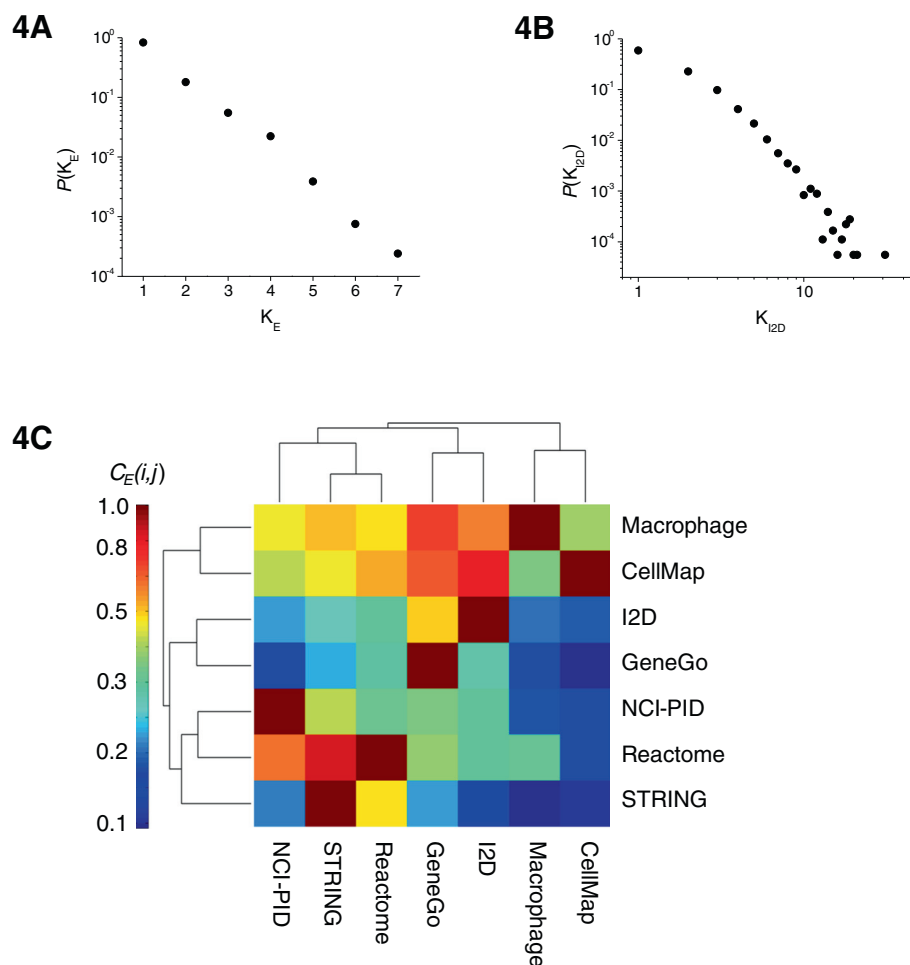 4A
10^0
10^-1
10^-2
10^-3
10^-4
P(K_E)
1 2 3 4 5 6 7
K_E
4B
10^0
10^-1
10^-2
10^-3
10^-4
P(K_I2D)
1 10
K_I2D
4C
C_E(i,j)
1.0
0.8
0.5
0.3
0.2
0.1
Macrophage
CellMap
I2D
GeneGo
NCI-PID
Reactome
STRING
NCI-PID
STRING
Reactome
GeneGo
I2D
Macrophage
CellMap